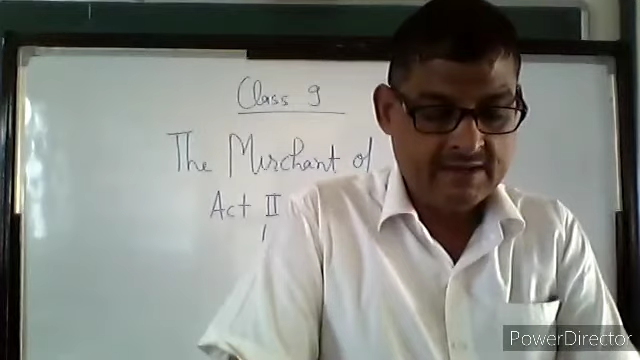 Class 9
The Merchant of
Act II
PowerDirector